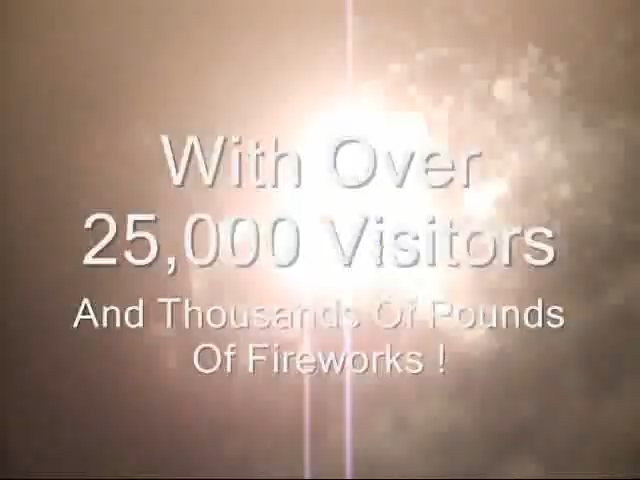 With Over
25,000 Visitors
And Thousands Of Pounds
Of Fireworks !